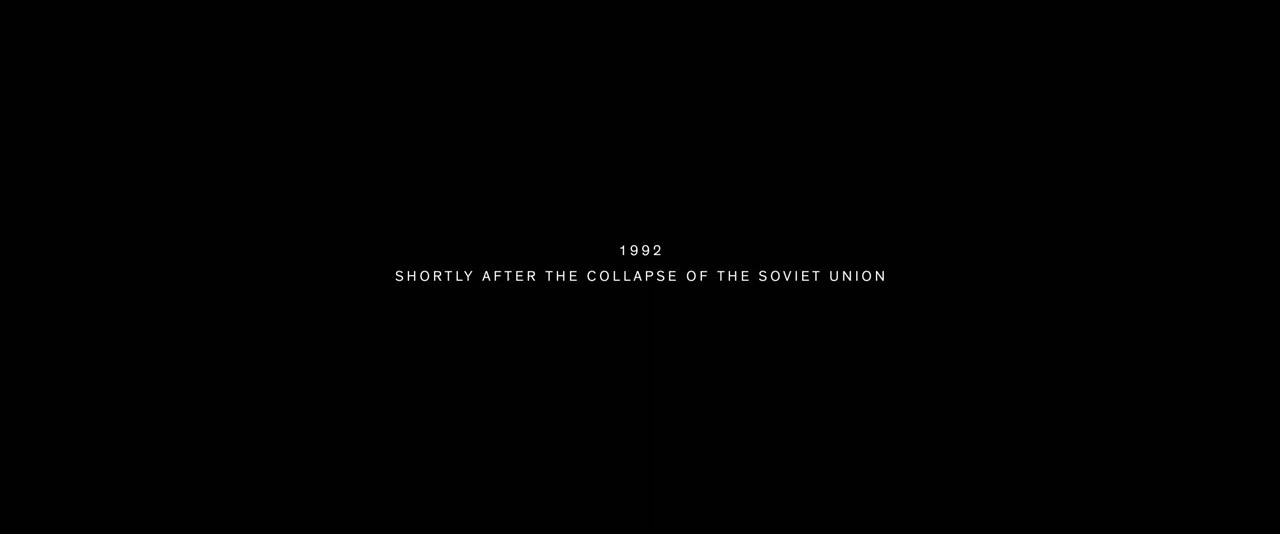 1992
SHORTLY AFTER THE COLLAPSE OF THE SOVIET UNION